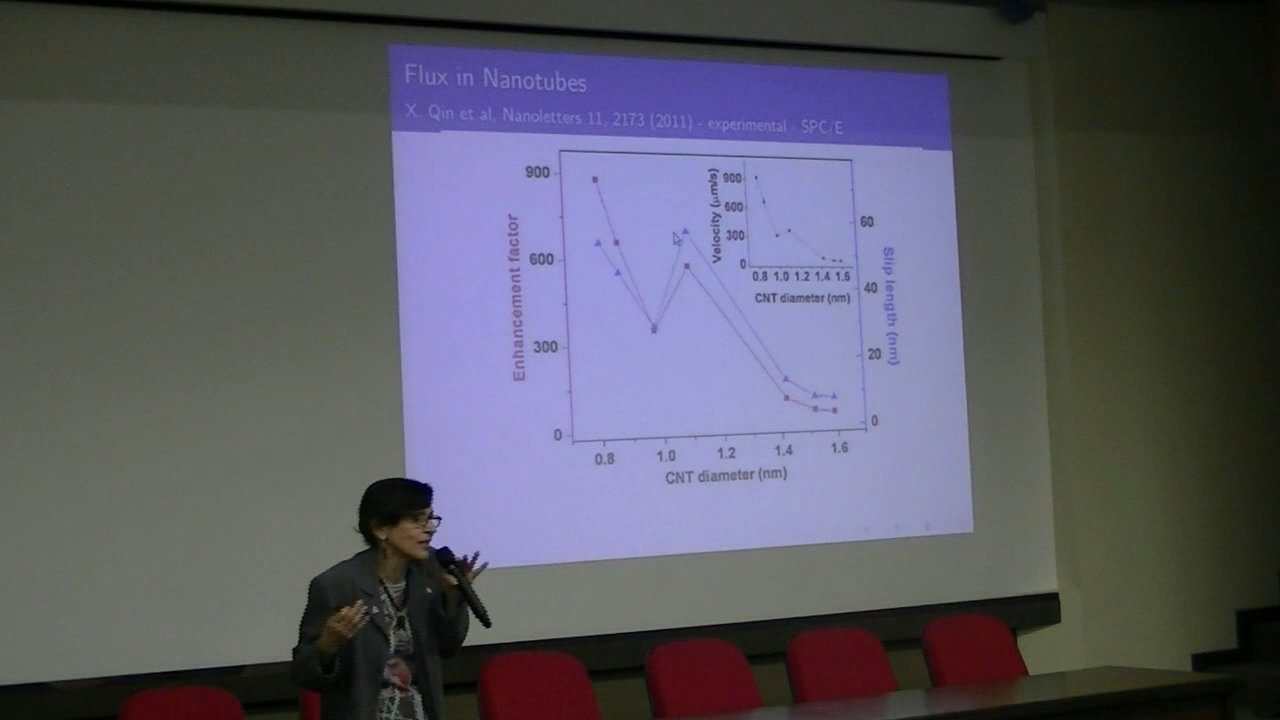 Flux in Nanotubes
X. Qin et al, Nanoletters 11, 2173 (2011) - experimental - SPC/E
Enhancement factor
900
600
300
0
0.8 1.0 1.2 1.4 1.6
CNT diameter (nm)
Velocity (μm/s)
900
600
300
0
0.8 1.0 1.2 1.4 1.6
CNT diameter (nm)
60
40
20
0
Slip length (nm)